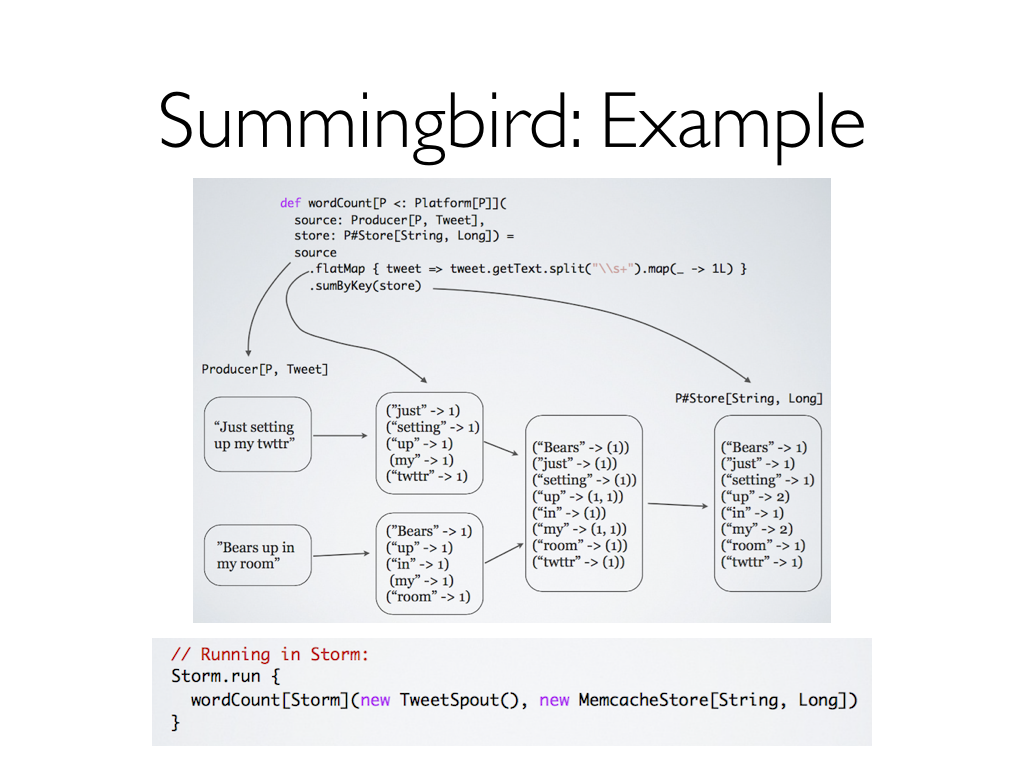 Summingbird: Example
def wordCount[P <: Platform[P]](
source: Producer[P, Tweet],
store: P#Store[String, Long]) =
source
.flatMap { tweet => tweet.getText.split("\\s+").map(_ -> 1L) }
.sumByKey(store)
Producer[P, Tweet]
“Just setting
up my twttr”
”Bears up in
my room”
(”just” -> 1)
(“setting” -> 1)
(“up” -> 1)
(my” -> 1)
(“twttr” -> 1)
(”Bears” -> 1)
(“up” -> 1)
(“in” -> 1)
(my” -> 1)
(“room” -> 1)
(“Bears” -> (1))
(”just” -> (1))
(“setting” -> (1))
(“up” -> (1, 1))
(“in” -> (1))
(“my” -> (1, 1))
(“room” -> (1))
(“twttr” -> (1))
P#Store[String, Long]
(“Bears” -> 1)
(”just” -> 1)
(“setting” -> 1)
(“up” -> 2)
(“in” -> 1)
(“my” -> 2)
(“room” -> 1)
(“twttr” -> 1)
// Running in Storm:
Storm.run {
wordCount[Storm](new TweetSpout(), new MemcacheStore[String, Long])
}